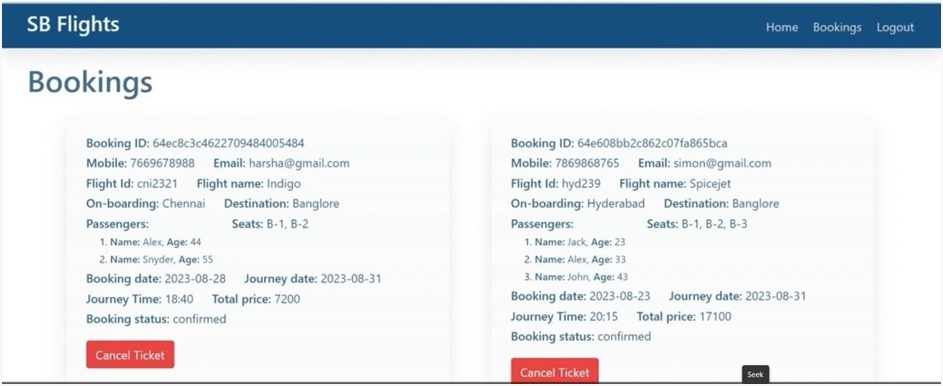 SB Flights
Home Bookings Logout
Bookings
Booking ID: 64ec8c3c4622709484005484
Mobile: 7669678988 Email: harsha@gmail.com
Flight Id: cni2321 Flight name: Indigo
On-boarding: Chennai Destination: Banglore
Passengers: Seats: B-1, B-2
1. Name: Alex, Age: 44
2. Name: Snyder, Age: 55
Booking date: 2023-08-28 Journey date: 2023-08-31
Journey Time: 18:40 Total price: 7200
Booking status: confirmed
Cancel Ticket
Booking ID: 64e608bb2c862c07fa865bca
Mobile: 7869868765 Email: simon@gmail.com
Flight Id: hyd239 Flight name: Spicejet
On-boarding: Hyderabad Destination: Banglore
Passengers: Seats: B-1, B-2, B-3
1. Name: Jack, Age: 23
2. Name: Alex, Age: 33
3. Name: John, Age: 43
Booking date: 2023-08-23 Journey date: 2023-08-31
Journey Time: 20:15 Total price: 17100
Booking status: confirmed
Cancel Ticket
Seek